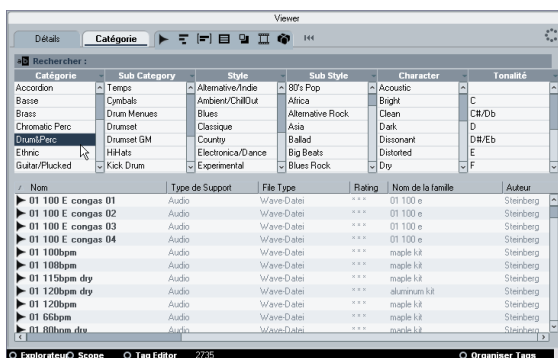 Viewer
Détails Catégorie
Rechercher :
Catégorie Sub Category Style Sub Style Character Tonalité
Accordion Temps Alternative/Indie 80's Pop Acoustic
Basse Cymbals Ambient/ChillOut Africa Bright C
Brass Drum Menues Blues Alternative Rock Clean C#/Db
Chromatic Perc Drumset Classique Asia Dark D
Drum&Perc Drumset GM Country Ballad Dissonant D#/Eb
Ethnic HiHats Electronica/Dance Big Beats Distorted E
Guitar/Plucked Kick Drum Experimental Blues Rock Dry F
/ Nom Type de Support File Type Rating Nom de la famille Auteur
01 100 E congas 01 Audio Wave-Datei *** 01 100 e Steinberg
01 100 E congas 02 Audio Wave-Datei *** 01 100 e Steinberg
01 100 E congas 03 Audio Wave-Datei *** 01 100 e Steinberg
01 100 E congas 04 Audio Wave-Datei *** 01 100 e Steinberg
01 100bpm Audio Wave-Datei *** maple kit Steinberg
01 108bpm Audio Wave-Datei *** maple kit Steinberg
01 115bpm dry Audio Wave-Datei *** maple kit Steinberg
01 120bpm dry Audio Wave-Datei *** aluminum kit Steinberg
01 120bpm Audio Wave-Datei *** maple kit Steinberg
01 66bpm Audio Wave-Datei *** maple kit Steinberg
01 80bpm dry Audio Wave-Datei *** maple kit Steinberg
Explorateur Scope Tag Editor 2735 Organiser Tags